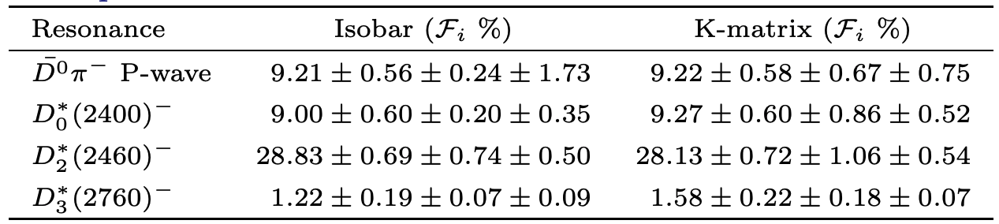 Resonance Isobar (ℱᵢ %) K-matrix (ℱᵢ %)
D̄⁰π⁻ P-wave 9.21 ± 0.56 ± 0.24 ± 1.73 9.22 ± 0.58 ± 0.67 ± 0.75
D₀*(2400)⁻ 9.00 ± 0.60 ± 0.20 ± 0.35 9.27 ± 0.60 ± 0.86 ± 0.52
D₂*(2460)⁻ 28.83 ± 0.69 ± 0.74 ± 0.50 28.13 ± 0.72 ± 1.06 ± 0.54
D₃*(2760)⁻ 1.22 ± 0.19 ± 0.07 ± 0.09 1.58 ± 0.22 ± 0.18 ± 0.07